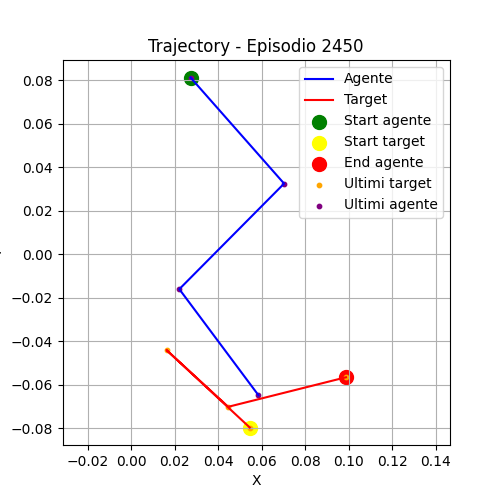 Trajectory - Episodio 2450
Agente
Target
Start agente
Start target
End agente
Ultimi target
Ultimi agente
0.08
0.06
0.04
0.02
0.00
−0.02
−0.04
−0.06
−0.08
−0.02 0.00 0.02 0.04 0.06 0.08 0.10 0.12 0.14
X